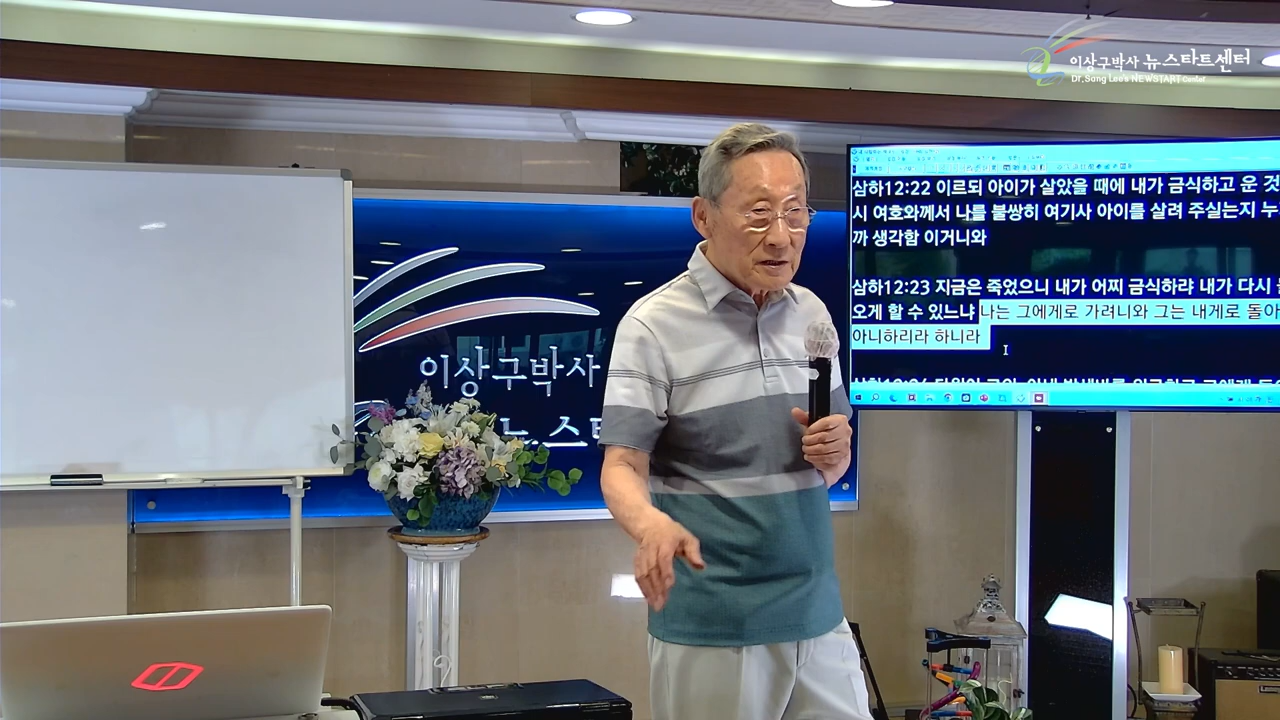 이상구박사 뉴스타트센터
Dr.Sang Lee's NEWSTART Center
삼하12:22 이르되 아이가 살았을 때에 내가 금식하고 운 것
시 여호와께서 나를 불쌍히 여기사 아이를 살려 주실는지 누
까 생각함 이거니와
삼하12:23 지금은 죽었으니 내가 어찌 금식하랴 내가 다시
오게 할 수 있느냐 나는 그에게로 가려니와 그는 내게로 돌아
아니하리라 하니라
이상구박사
뉴스타